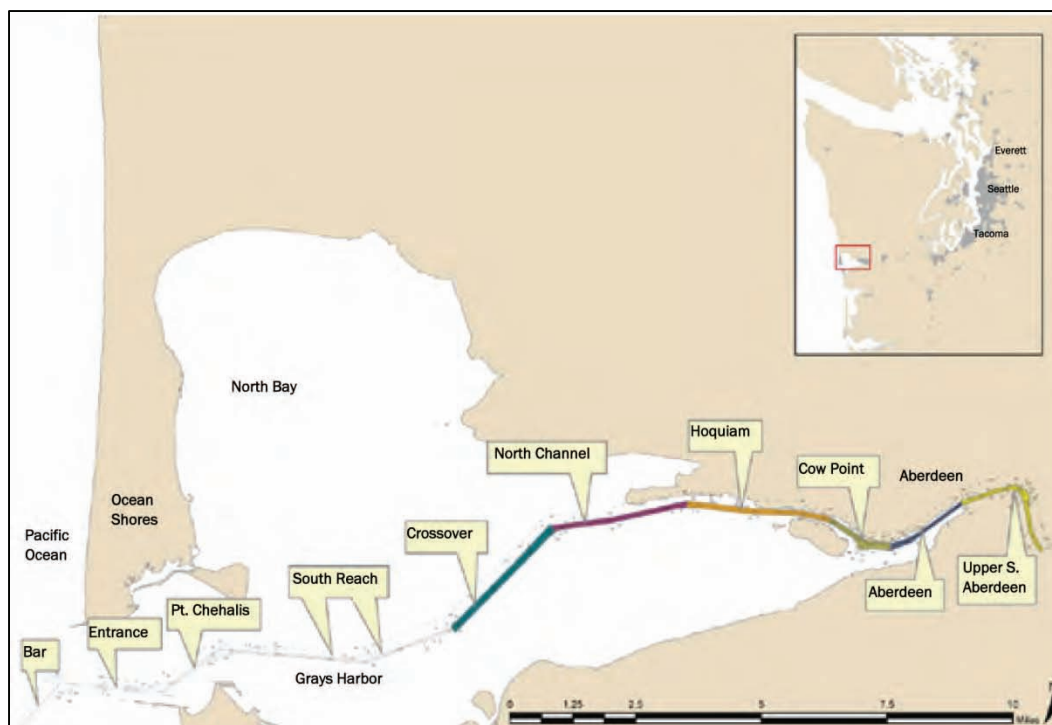 Everett
Seattle
Tacoma
North Bay
Hoquiam
North Channel
Cow Point
Aberdeen
Ocean
Shores
Pacific
Ocean
Crossover
South Reach
Upper S.
Aberdeen
Aberdeen
Pt. Chehalis
Entrance
Bar
Grays Harbor
0 1.25 2.5 5 7.5 10
Miles